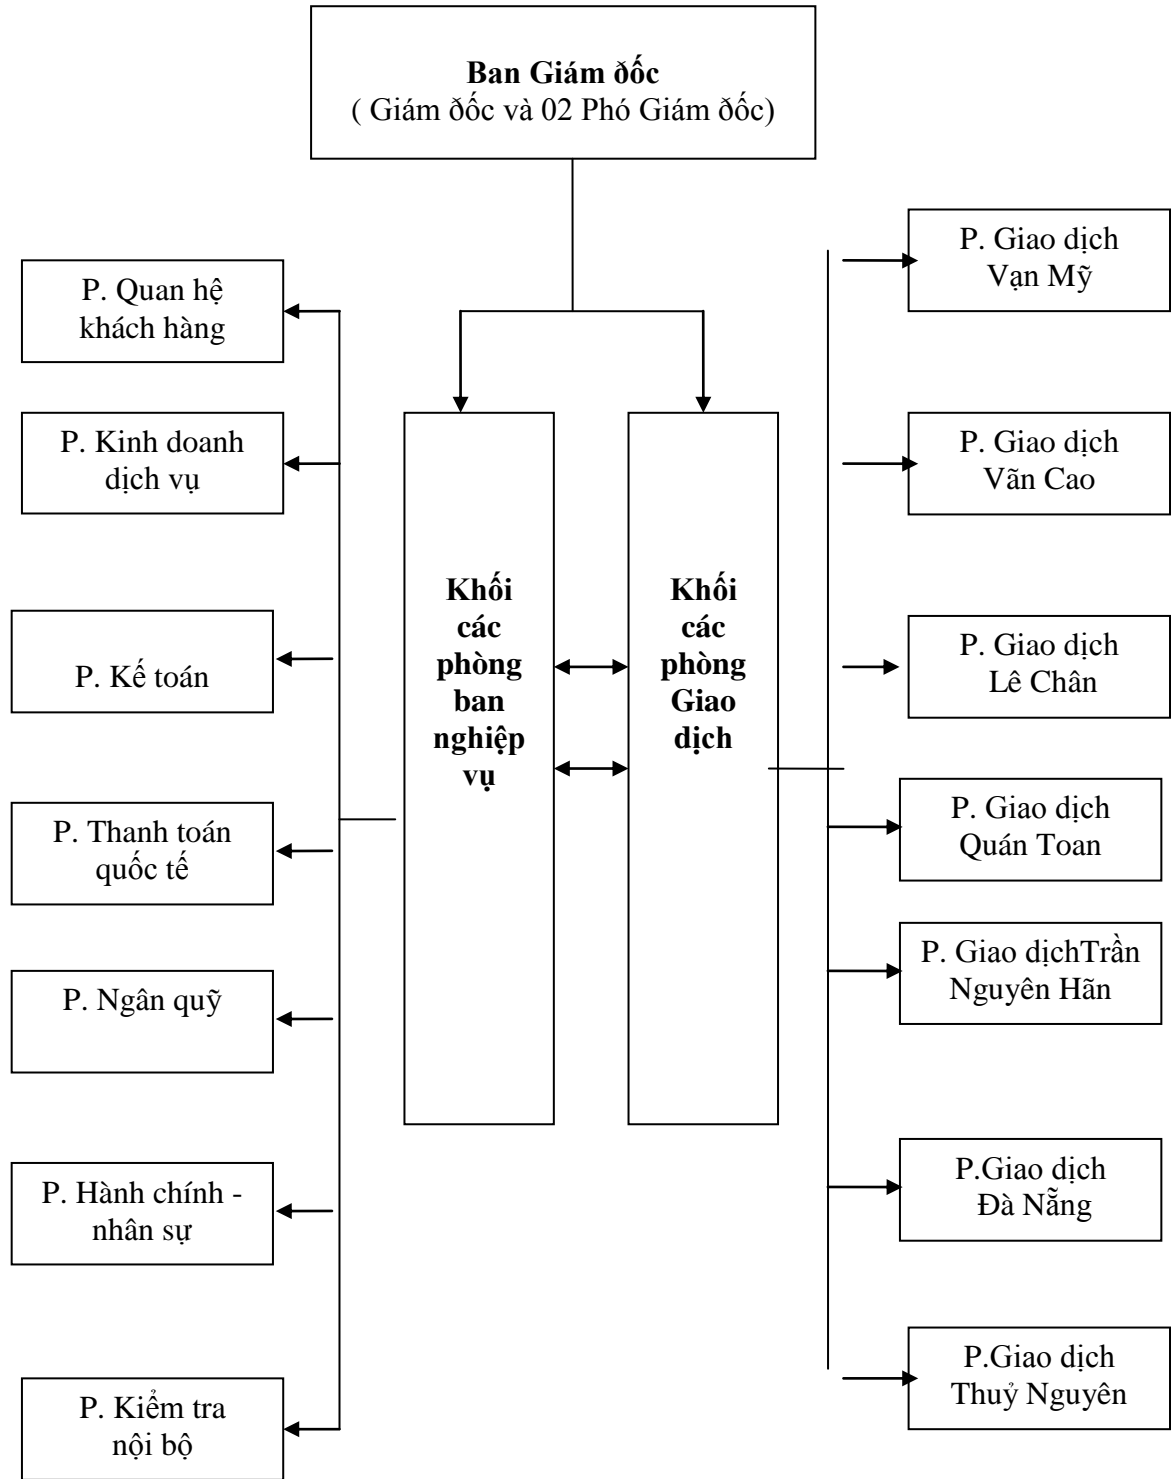 Ban Giám ðốc
( Giám ðốc và 02 Phó Giám ðốc)
P. Quan hệ
khách hàng
P. Kinh doanh
dịch vụ
P. Kế toán
P. Thanh toán
quốc tế
P. Ngân quỹ
P. Hành chính -
nhân sự
P. Kiểm tra
nội bộ
Khối
các
phòng
ban
nghiệp
vụ
Khối
các
phòng
Giao
dịch
P. Giao dịch
Vạn Mỹ
P. Giao dịch
Vãn Cao
P. Giao dịch
Lê Chân
P. Giao dịch
Quán Toan
P. Giao dịchTrần
Nguyên Hãn
P.Giao dịch
Đà Nẵng
P.Giao dịch
Thuỷ Nguyên